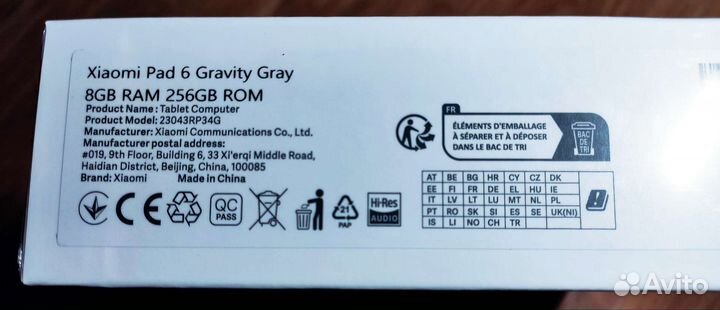 Xiaomi Pad 6 Gravity Gray
8GB RAM 256GB ROM
Product Name: Tablet Computer
Product Model: 23043RP34G
Manufacturer: Xiaomi Communications Co., Ltd.
Manufacturer postal address:
#019, 9th Floor, Building 6, 33 Xi'erqi Middle Road,
Haidian District, Beijing, China, 100085
Brand: Xiaomi Made in China
CE
QC
PASS
21
PAP
Hi-Res
AUDIO
FR
ÉLÉMENTS D'EMBALLAGE
À SÉPARER ET À DÉPOSER
DANS LE BAC DE TRI
BAC
DE
TRI
AT BE BG HR CY CZ DK
EE FI FR DE EL HU IE
IT LV LT LU MT NL PL
PT RO SK SI ES SE UK(NI)
IS LI NO CH TR
Avito